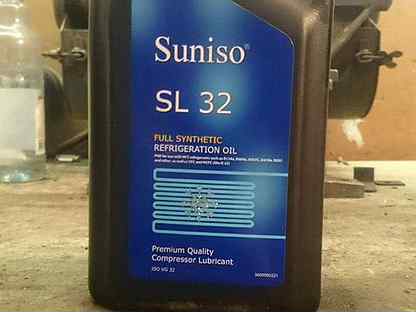 Suniso®
SL 32
FULL SYNTHETIC
REFRIGERATION OIL
Premium Quality
Compressor Lubricant
ISO VG 32